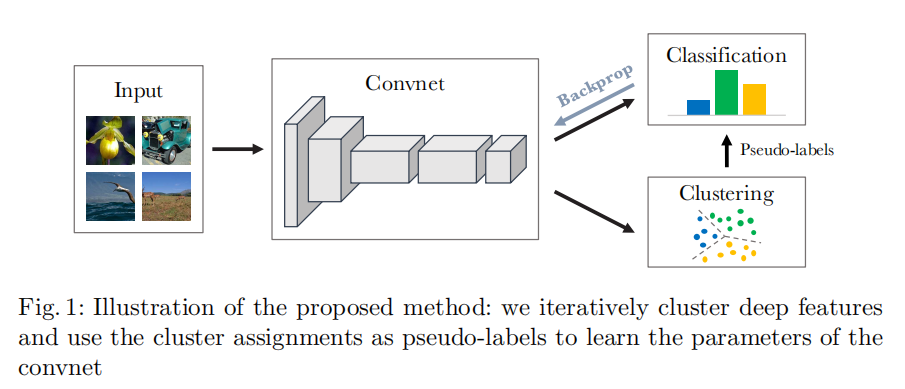 Input
Convnet
Backprop
Classification
Pseudo-labels
Clustering
Fig. 1: Illustration of the proposed method: we iteratively cluster deep features
and use the cluster assignments as pseudo-labels to learn the parameters of the
convnet